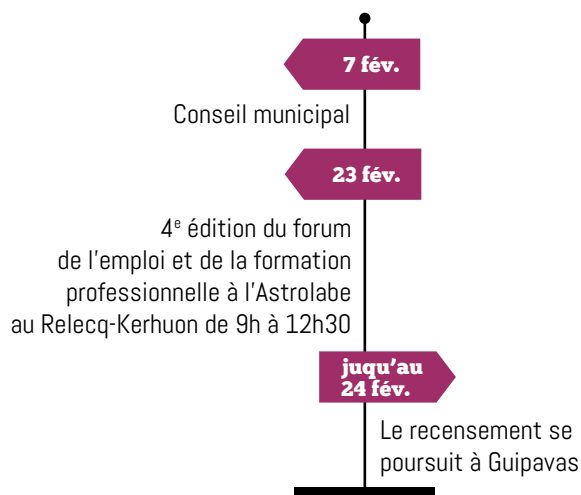 7 fév.
Conseil municipal
23 fév.
4e édition du forum
de l'emploi et de la formation
professionnelle à l'Astrolabe
au Relecq-Kerhuon de 9h à 12h30
juqu'au
24 fév.
Le recensement se
poursuit à Guipavas